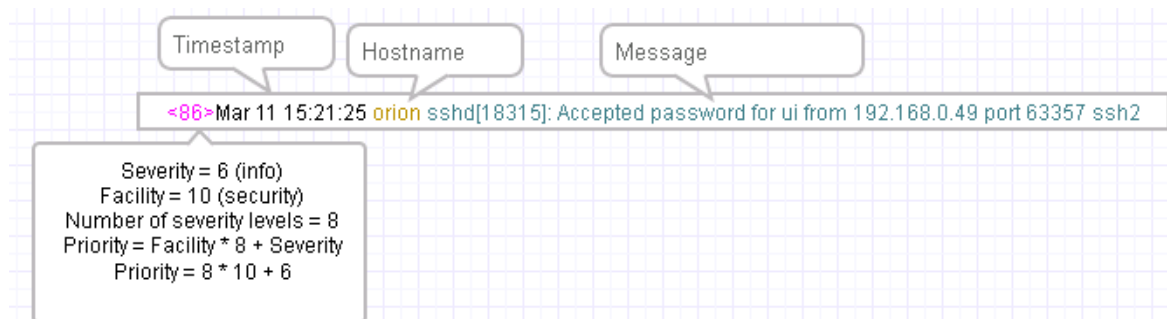 Timestamp
Hostname
Message
<86>Mar 11 15:21:25 orion sshd[18315]: Accepted password for ui from 192.168.0.49 port 63357 ssh2
Severity = 6 (info)
Facility = 10 (security)
Number of severity levels = 8
Priority = Facility * 8 + Severity
Priority = 8 * 10 + 6